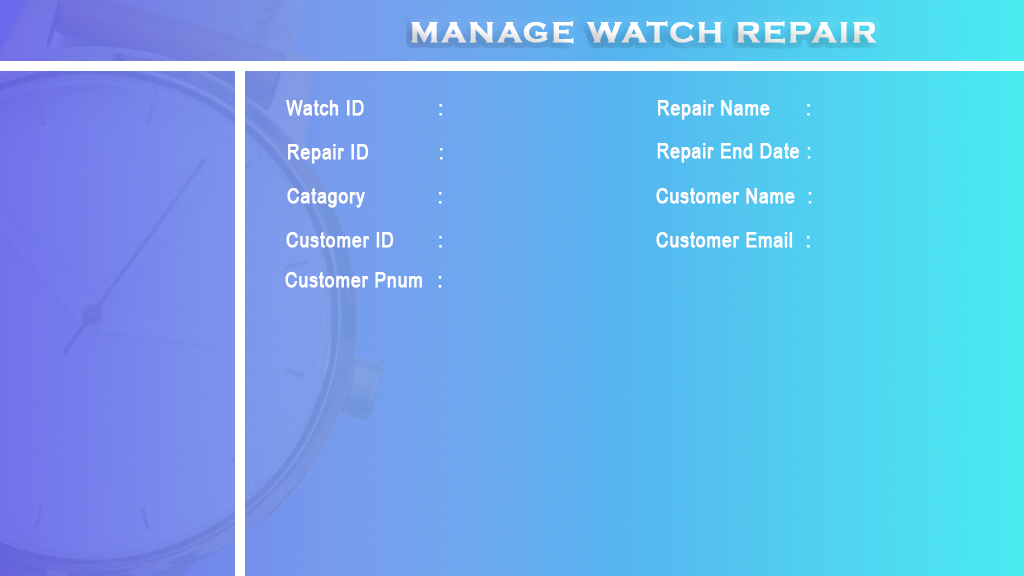 MANAGE WATCH REPAIR
Watch ID :
Repair ID :
Catagory :
Customer ID :
Customer Pnum :
Repair Name :
Repair End Date :
Customer Name :
Customer Email :